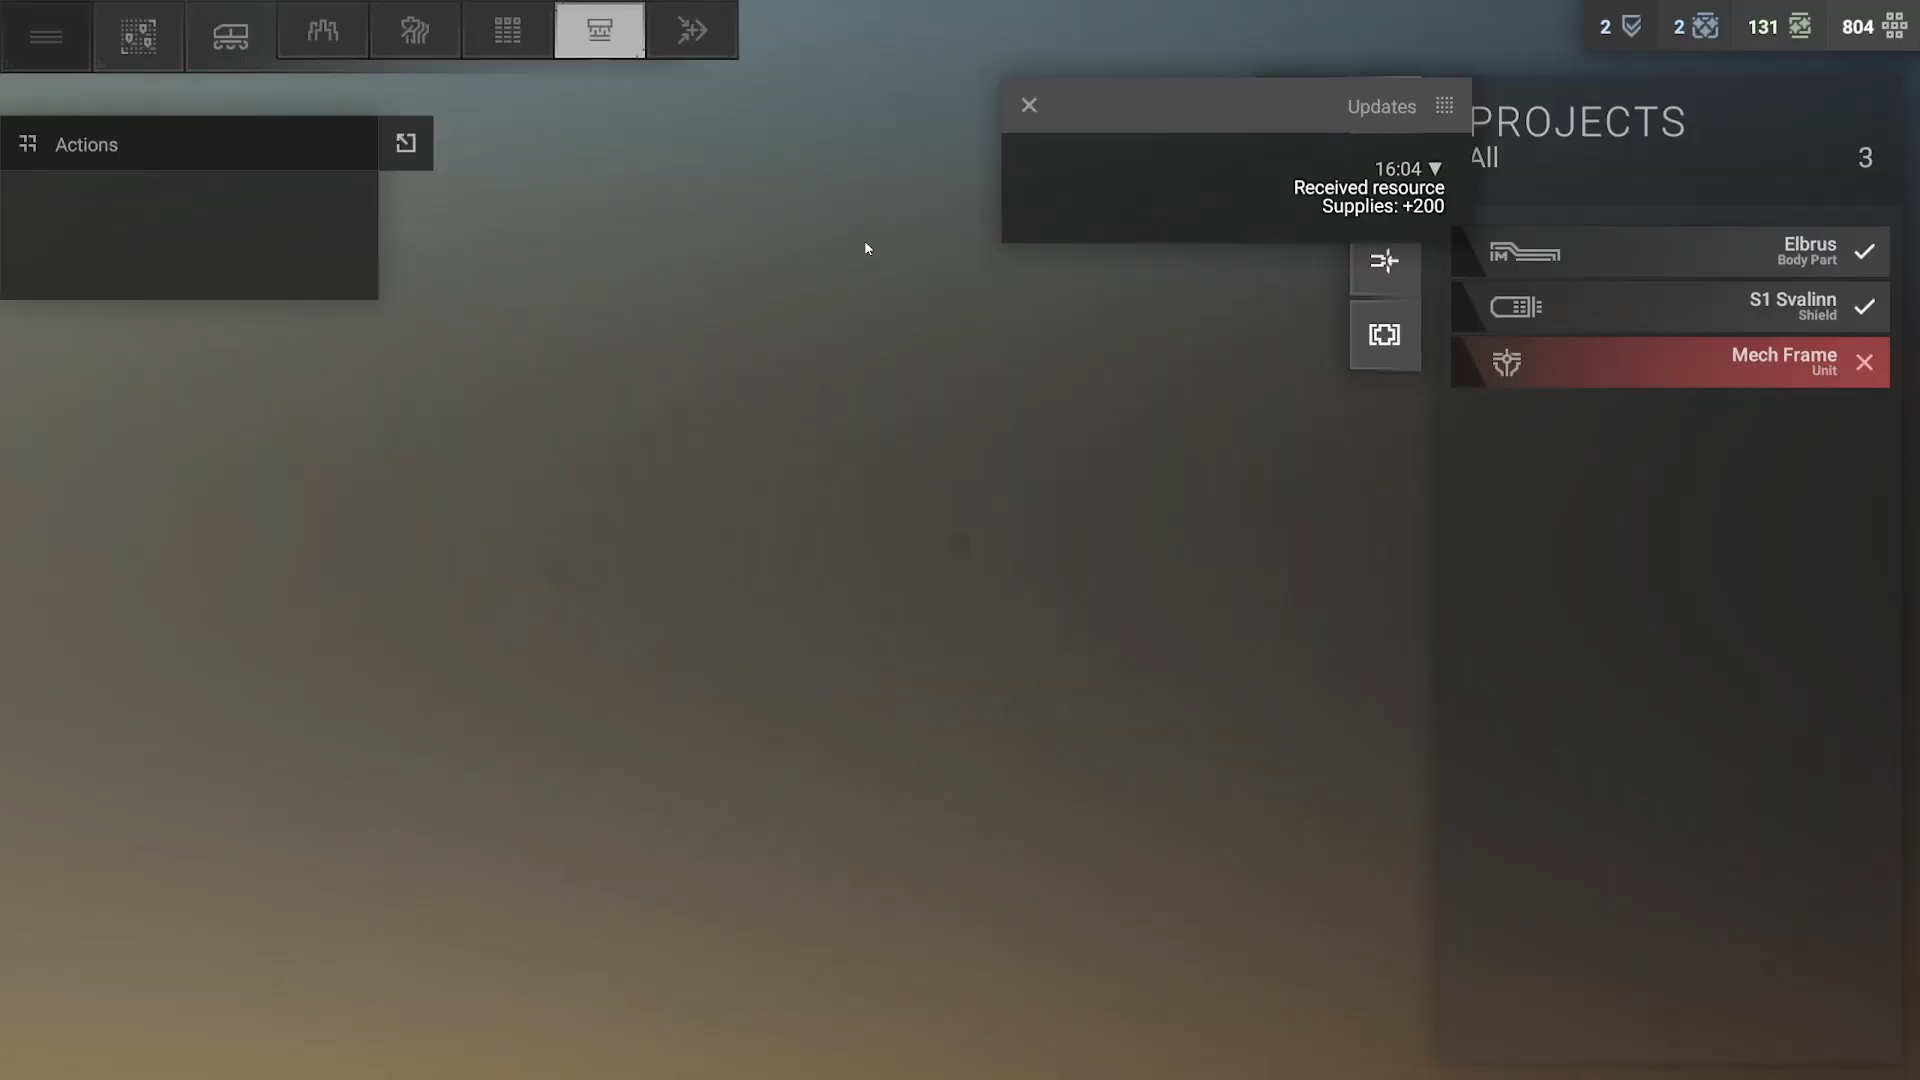 2
2
131
804
Updates
PROJECTS
All
3
Actions
16:04 ▼
Received resource
Supplies: +200
Elbrus
Body Part
S1 Svalinn
Shield
Mech Frame
Unit